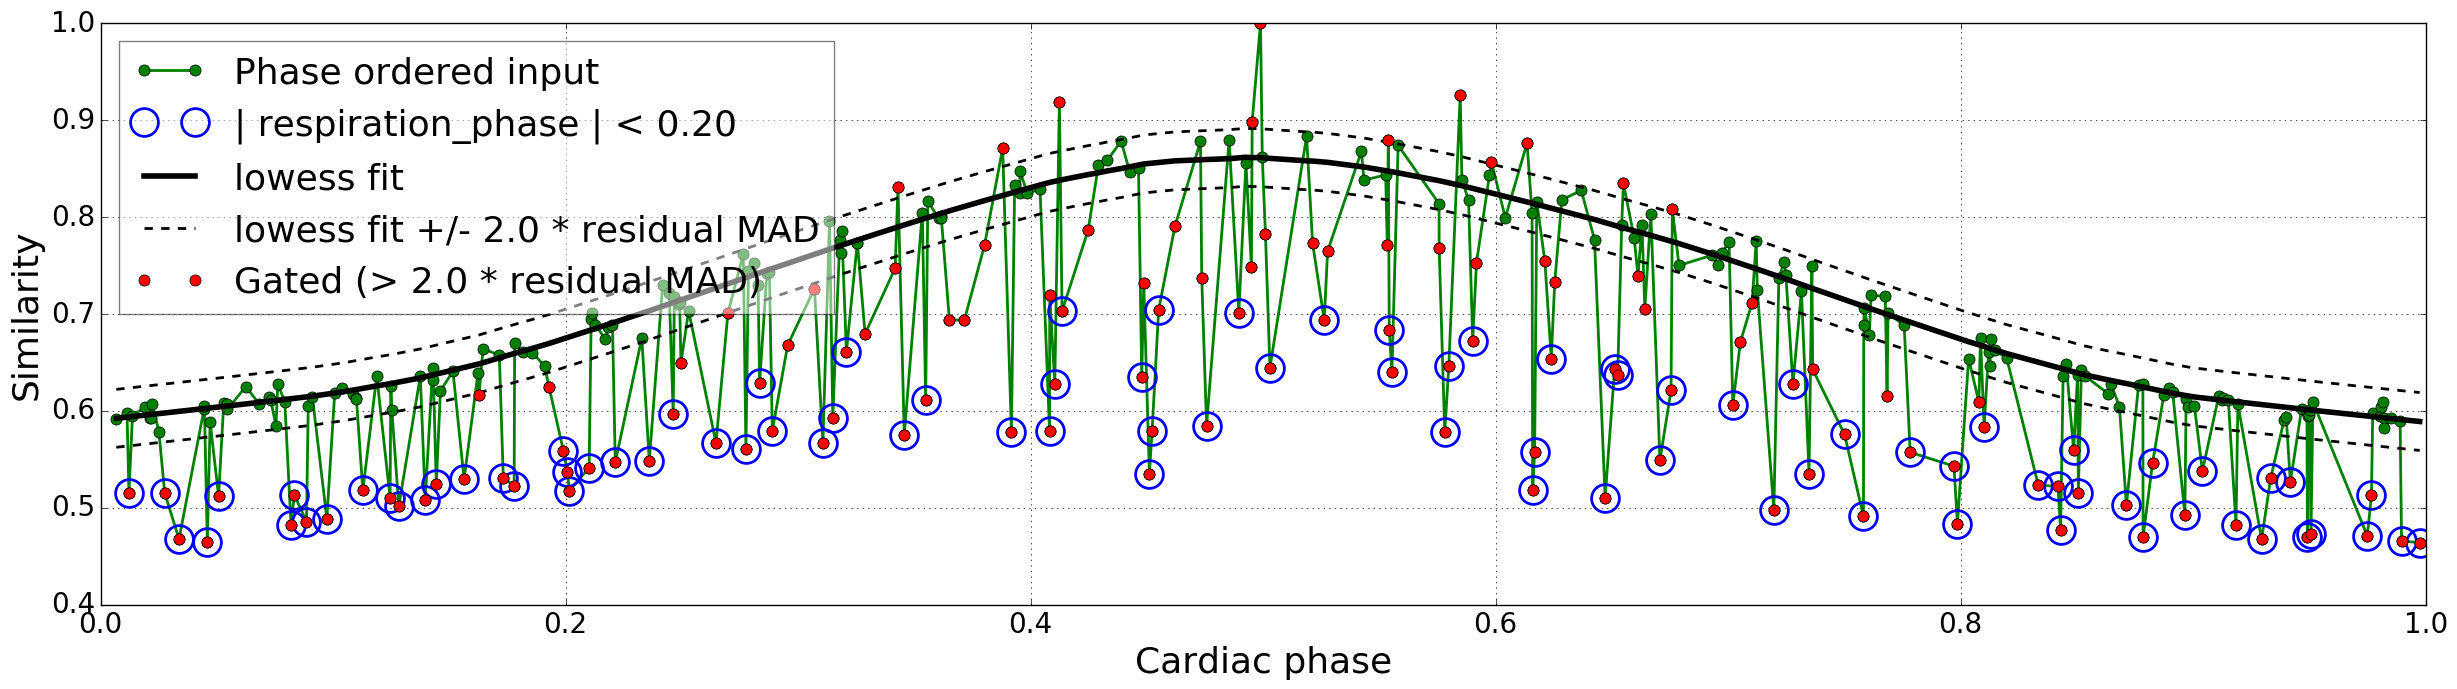 1.0
0.9
0.8
0.7
0.6
0.5
0.4
Similarity
Phase ordered input
| respiration_phase | < 0.20
lowess fit
lowess fit +/- 2.0 * residual MAD
Gated (> 2.0 * residual MAD)
0.0 0.2 0.4 0.6 0.8 1.0
Cardiac phase